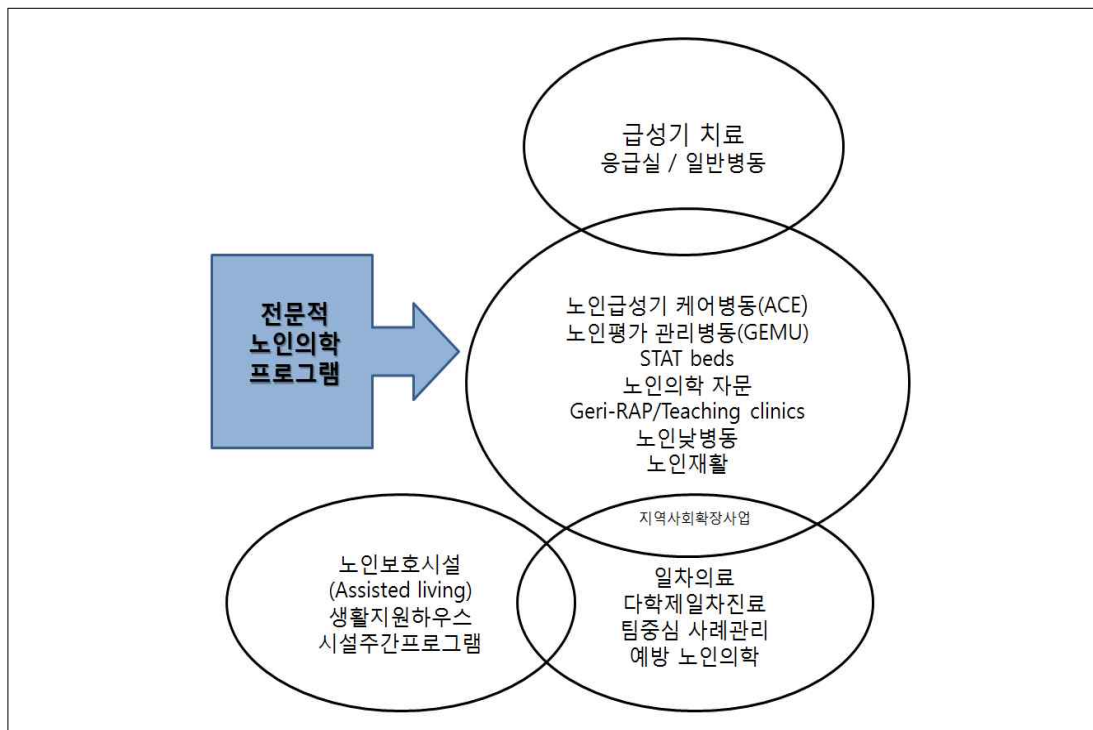 급성기 치료
응급실 / 일반병동
전문적
노인의학
프로그램
노인급성기 케어병동(ACE)
노인평가 관리병동(GEMU)
STAT beds
노인의학 자문
Geri-RAP/Teaching clinics
노인낮병동
노인재활
지역사회확장사업
노인보호시설
(Assisted living)
생활지원하우스
시설주간프로그램
일차의료
다학제일차진료
팀중심 사례관리
예방 노인의학